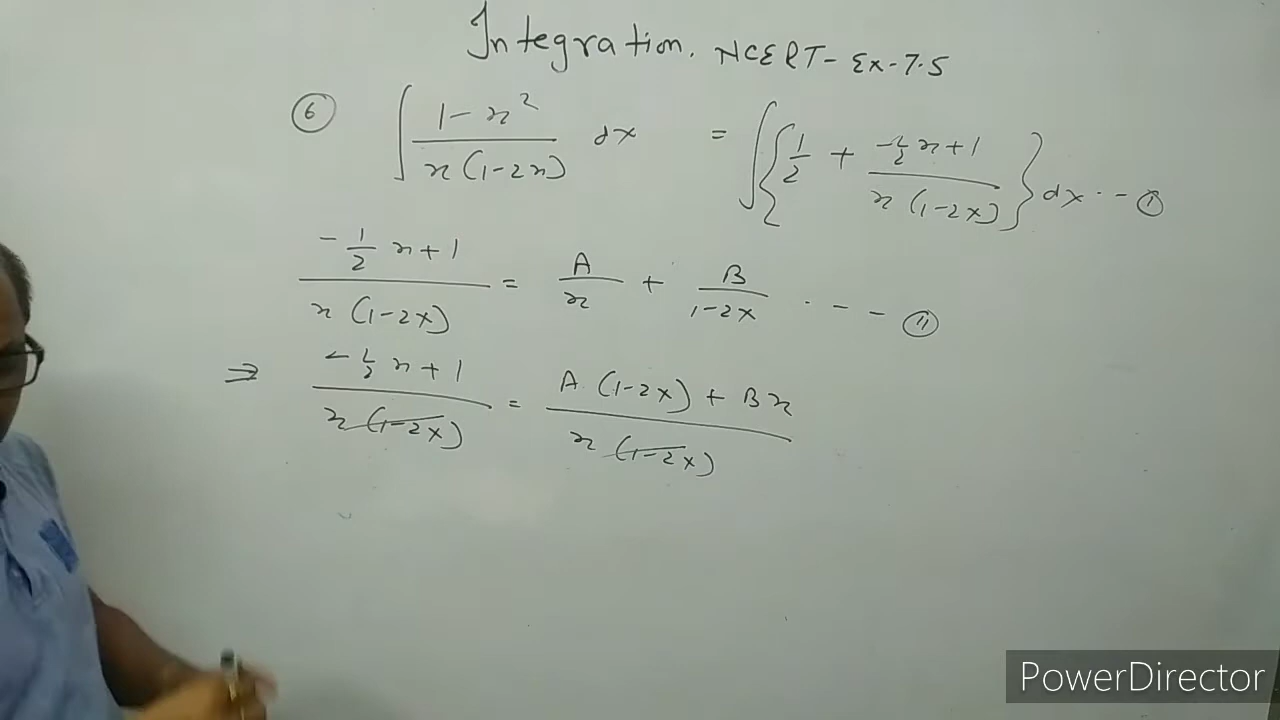 Integration. NCERT- Ex-7.5
⑥ ∫ (1-x²)/(x(1-2x)) dx = ∫{1/2 + (-1/2 x+1)/(x(1-2x))}dx --- ①
(-1/2 x+1)/(x(1-2x)) = A/x + B/(1-2x) . - - - ⑪
⇒ (-1/2 x+1)/(x(1-2x)) = (A(1-2x) + Bx)/(x(1-2x))
PowerDirector